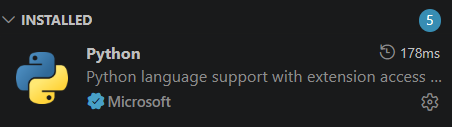 INSTALLED 5
Python 178ms
Python language support with extension access ...
Microsoft